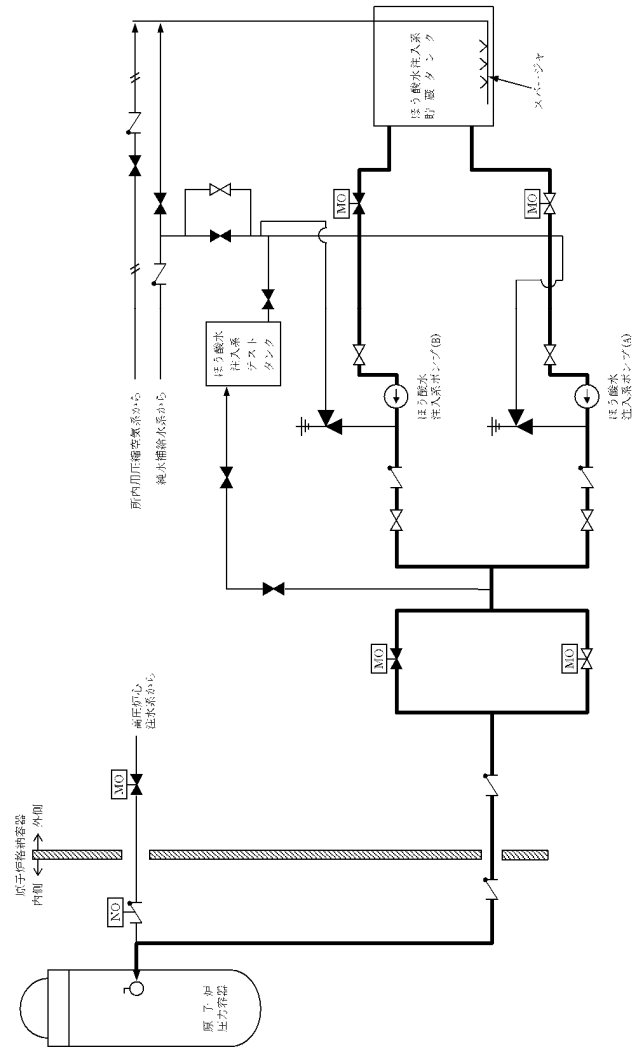 所内用圧縮空気系から
純水補給水系から
ほう酸水注入系
貯蔵タンク
スパージャ
MO
MO
ほう酸水
注入系
テスト
タンク
ほう酸水
注入系ポンプ(B)
ほう酸水
注入系ポンプ(A)
MO
MO
高圧炉心
注水系から
MO
原子炉格納容器
内側
外側
NO
原子炉
圧力容器